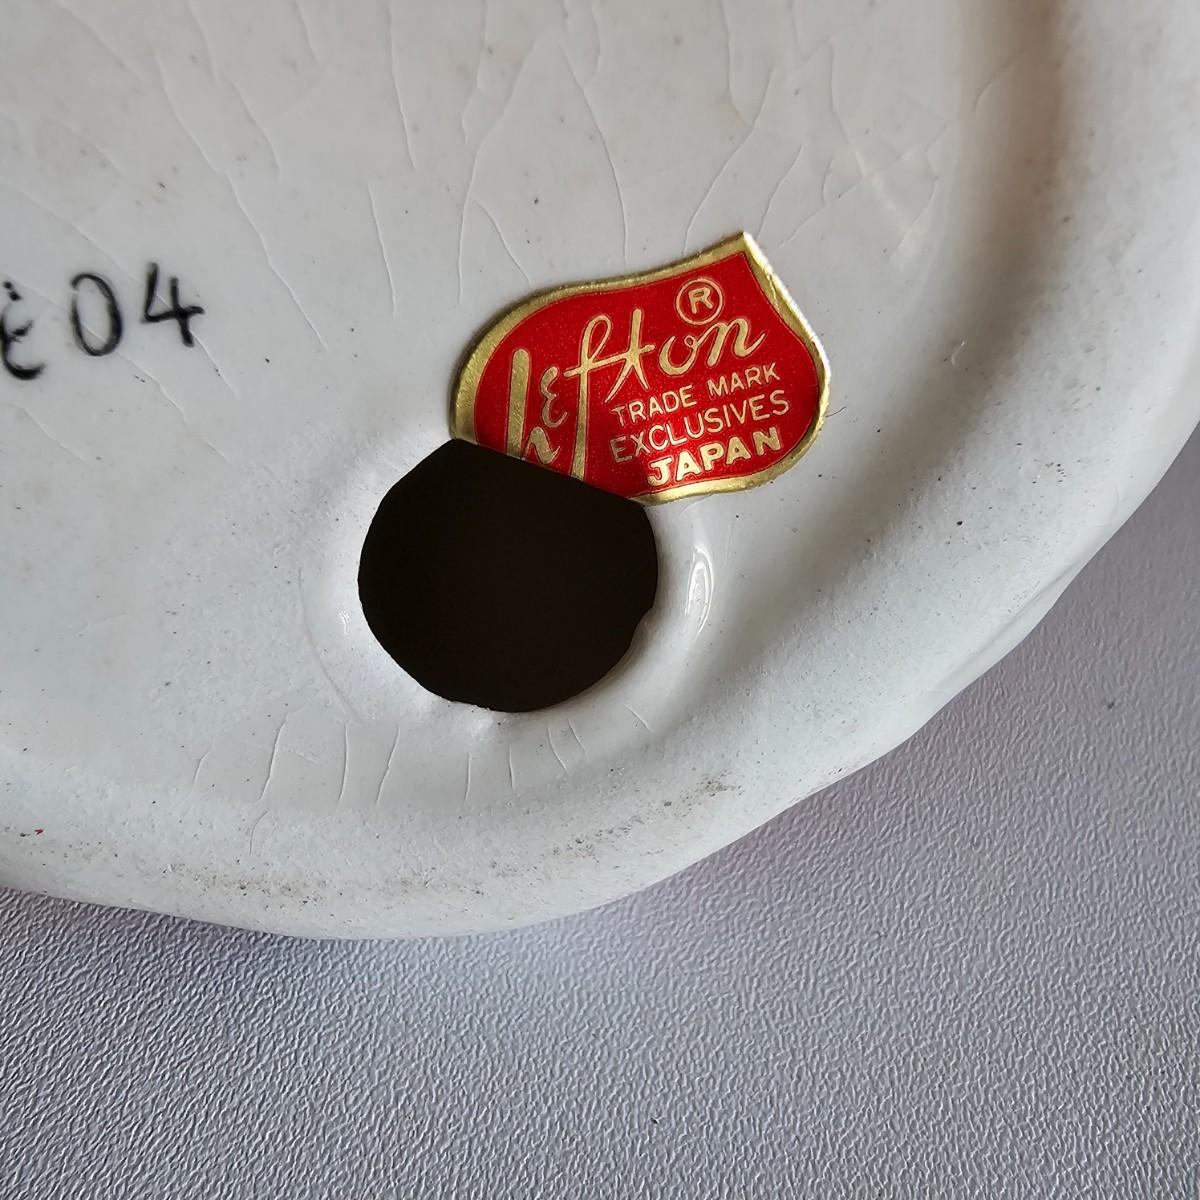 E04
Lefton ®
TRADE MARK
EXCLUSIVES
JAPAN